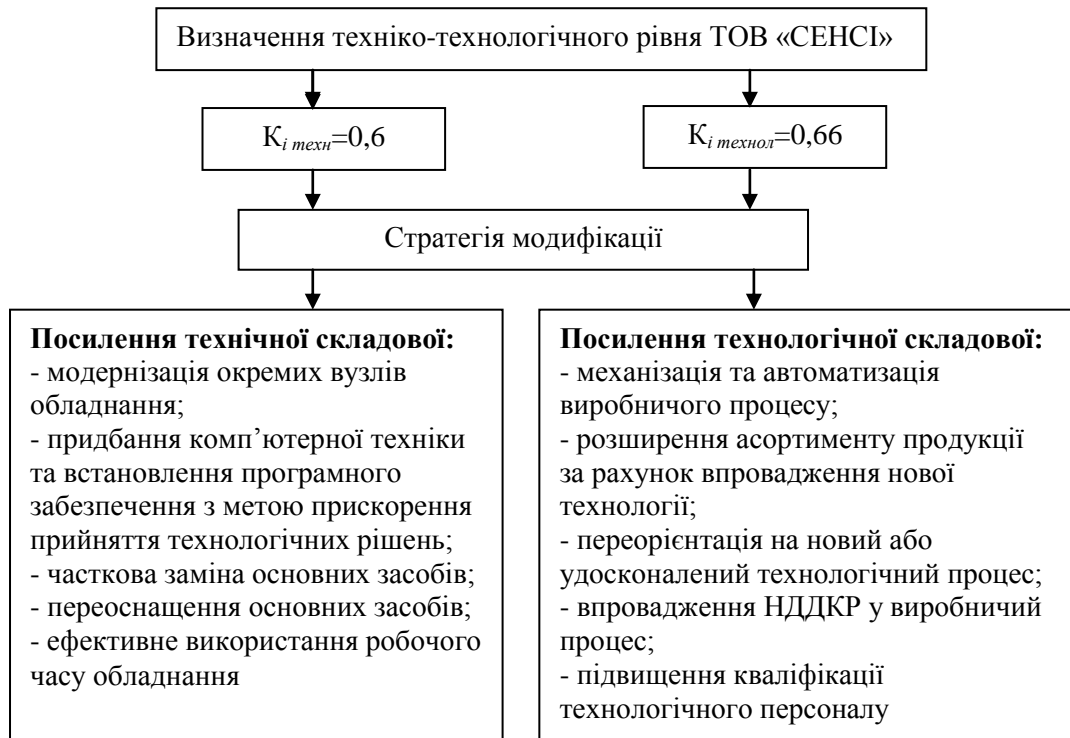 Визначення техніко-технологічного рівня ТОВ «СЕНСІ»
К і техн=0,6
К і технол=0,66
Стратегія модифікації
Посилення технічної складової:
- модернізація окремих вузлів
обладнання;
- придбання комп’ютерної техніки
та встановлення програмного
забезпечення з метою прискорення
прийняття технологічних рішень;
- часткова заміна основних засобів;
- переоснащення основних засобів;
- ефективне використання робочого
часу обладнання
Посилення технологічної складової:
- механізація та автоматизація
виробничого процесу;
- розширення асортименту продукції
за рахунок впровадження нової
технології;
- переорієнтація на новий або
удосконалений технологічний процес;
- впровадження НДДКР у виробничий
процес;
- підвищення кваліфікації
технологічного персоналу